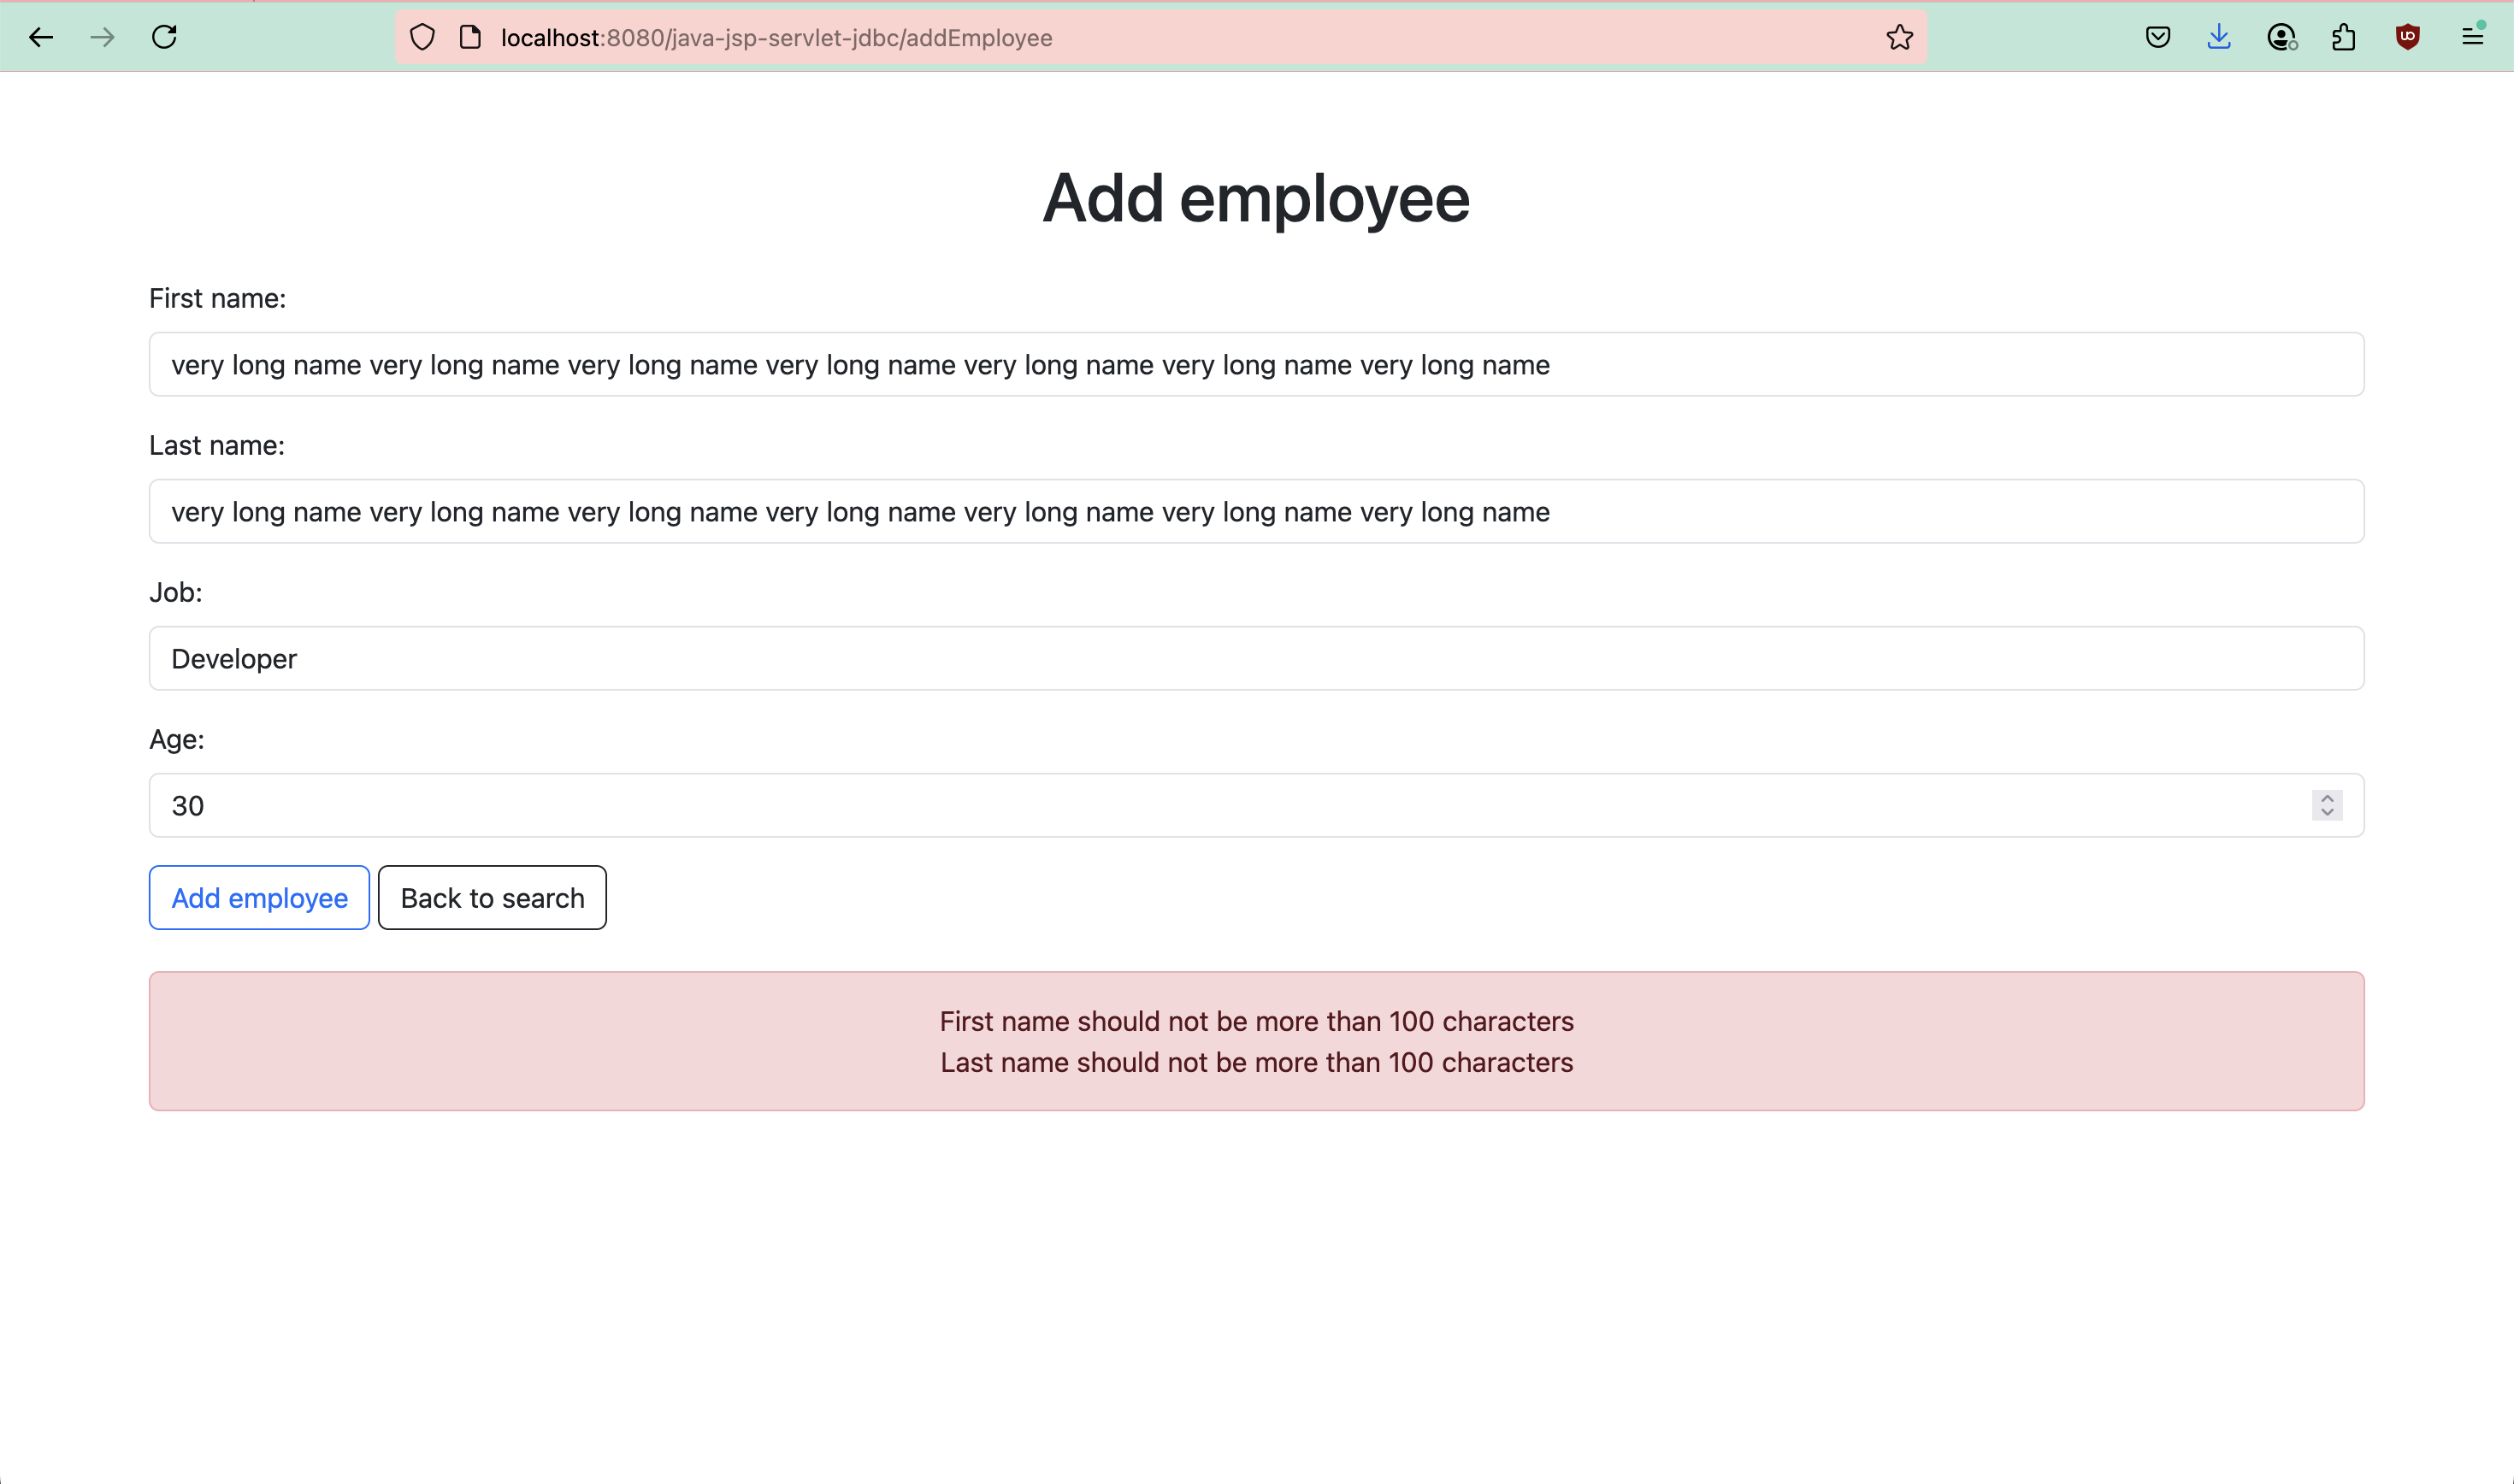 localhost:8080/java-jsp-servlet-jdbc/addEmployee
Add employee
First name:
very long name very long name very long name very long name very long name very long name very long name
Last name:
very long name very long name very long name very long name very long name very long name very long name
Job:
Developer
Age:
30
Add employee
Back to search
First name should not be more than 100 characters
Last name should not be more than 100 characters